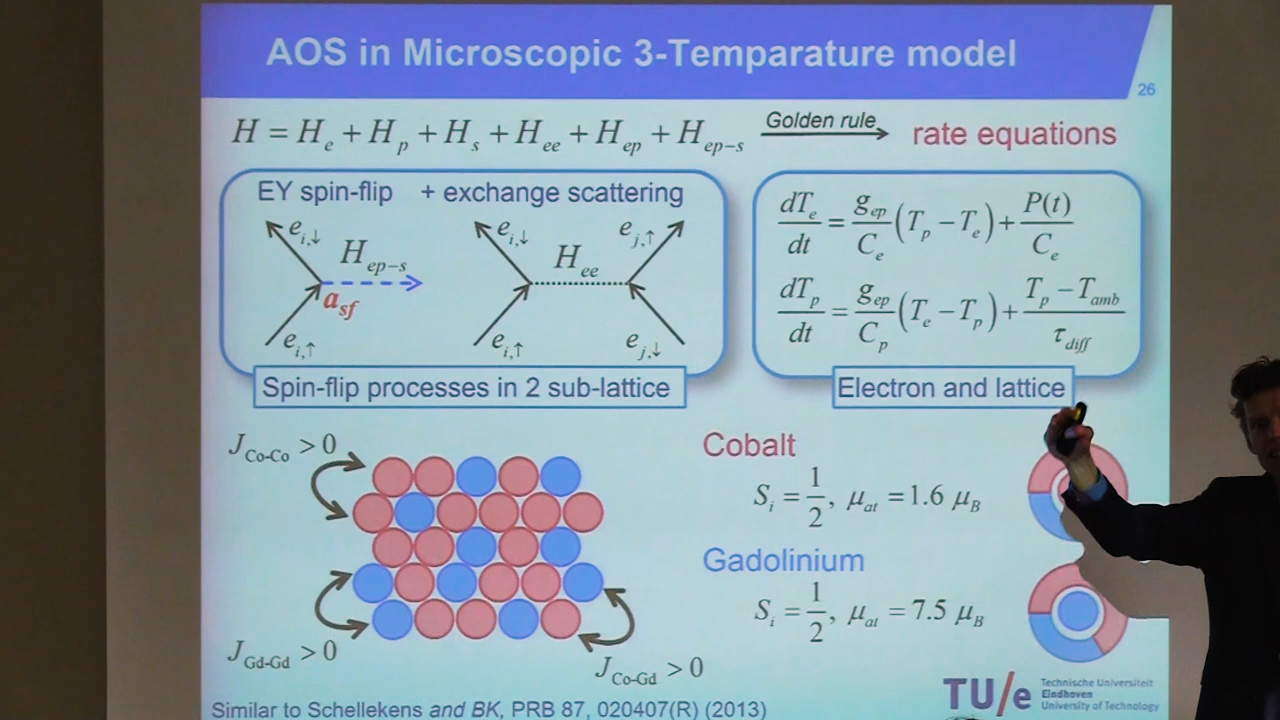 AOS in Microscopic 3-Temparature model
26
H = H_e + H_p + H_s + H_ee + H_ep + H_ep-s
Golden rule
rate equations
EY spin-flip + exchange scattering
e_i,↓ H_ep-s a_sf e_i,↑
e_i,↓ e_j,↑ H_ee e_i,↑ e_j,↓
Spin-flip processes in 2 sub-lattice
dT_e/dt = g_ep/C_e (T_p − T_e) + P(t)/C_e
dT_p/dt = g_ep/C_p (T_e − T_p) + (T_p − T_amb)/τ_diff
Electron and lattice
J_Co-Co > 0
J_Gd-Gd > 0
J_Co-Gd > 0
Cobalt
S_i = 1/2, μ_at = 1.6 μ_B
Gadolinium
S_i = 1/2, μ_at = 7.5 μ_B
Similar to Schellekens and BK, PRB 87, 020407(R) (2013)
TU/e
Technische Universiteit
Eindhoven
University of Technology